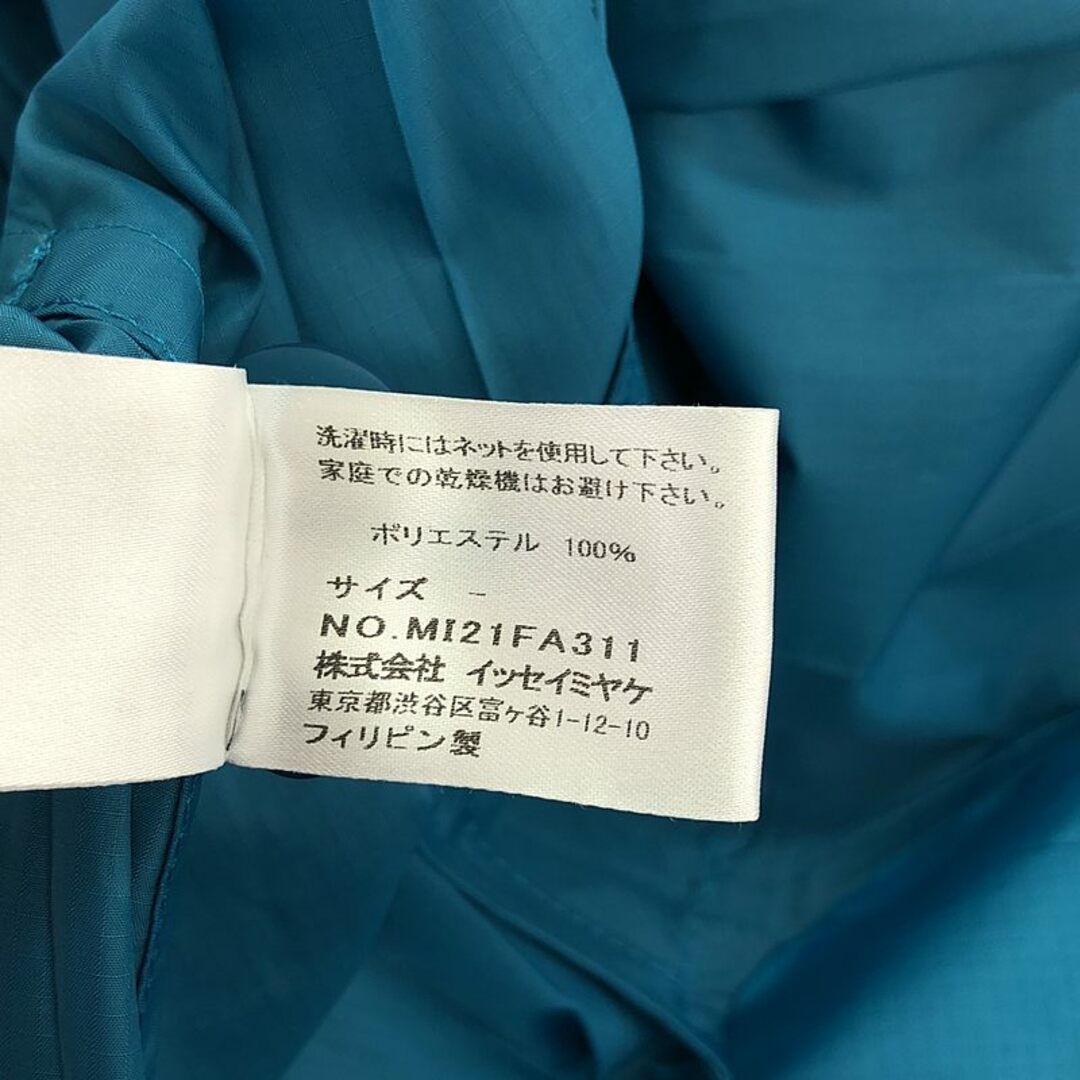 洗濯時にはネットを使用して下さい。
家庭での乾燥機はお避け下さい。
ポリエステル 100%
サイズ -
NO.MI21FA311
株式会社 イッセイミヤケ
東京都渋谷区富ヶ谷1-12-10
フィリピン製